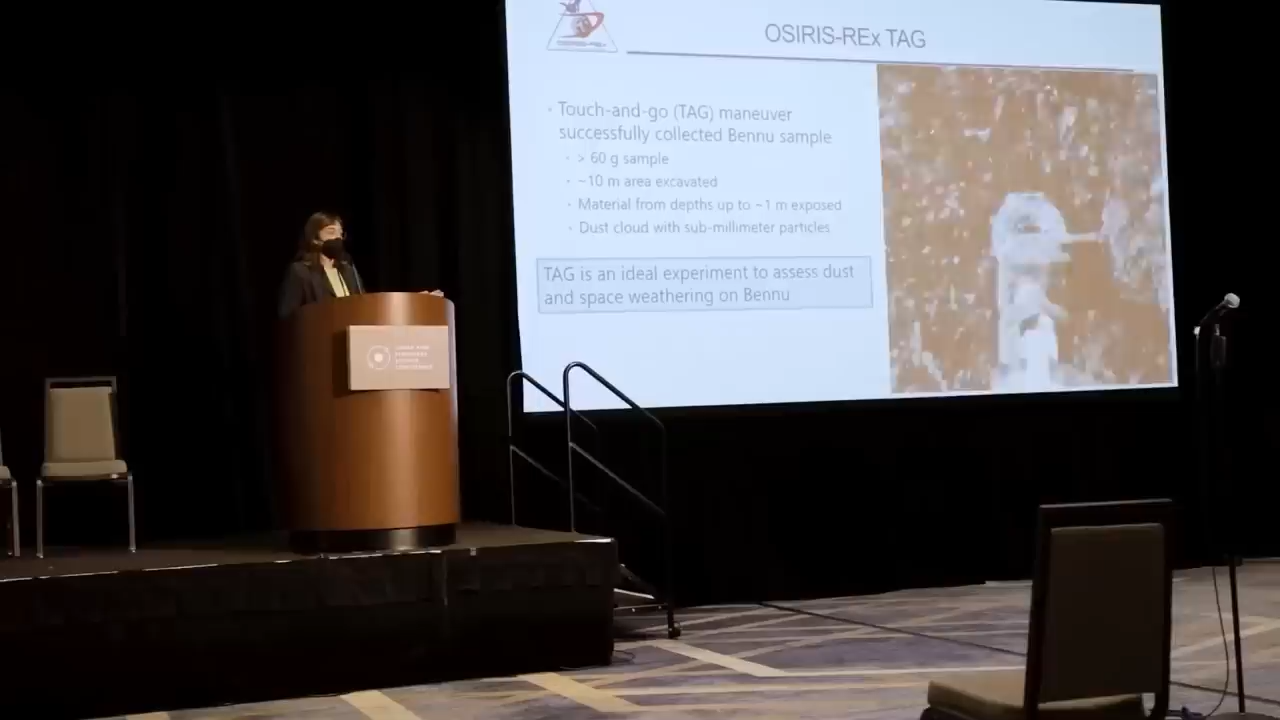 OSIRIS-REx TAG
• Touch-and-go (TAG) maneuver
successfully collected Bennu sample
• > 60 g sample
• ~10 m area excavated
• Material from depths up to ~1 m exposed
• Dust cloud with sub-millimeter particles
TAG is an ideal experiment to assess dust
and space weathering on Bennu